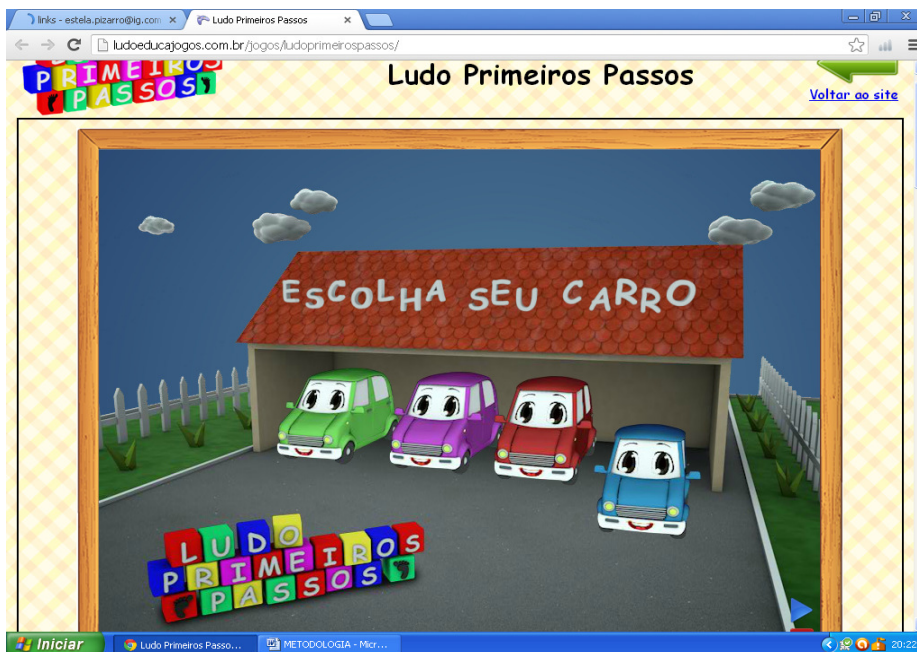 links - estela.pizarro@ig.com
Ludo Primeiros Passos
ludoeducajogos.com.br/jogos/ludoprimeirospassos/
PRIMEIROS
PASSOS
Ludo Primeiros Passos
Voltar ao site
ESCOLHA SEU CARRO
LUDO
PRIMEIROS
PASSOS
Iniciar
Ludo Primeiros Passo...
METODOLOGIA - Micr...
20:22